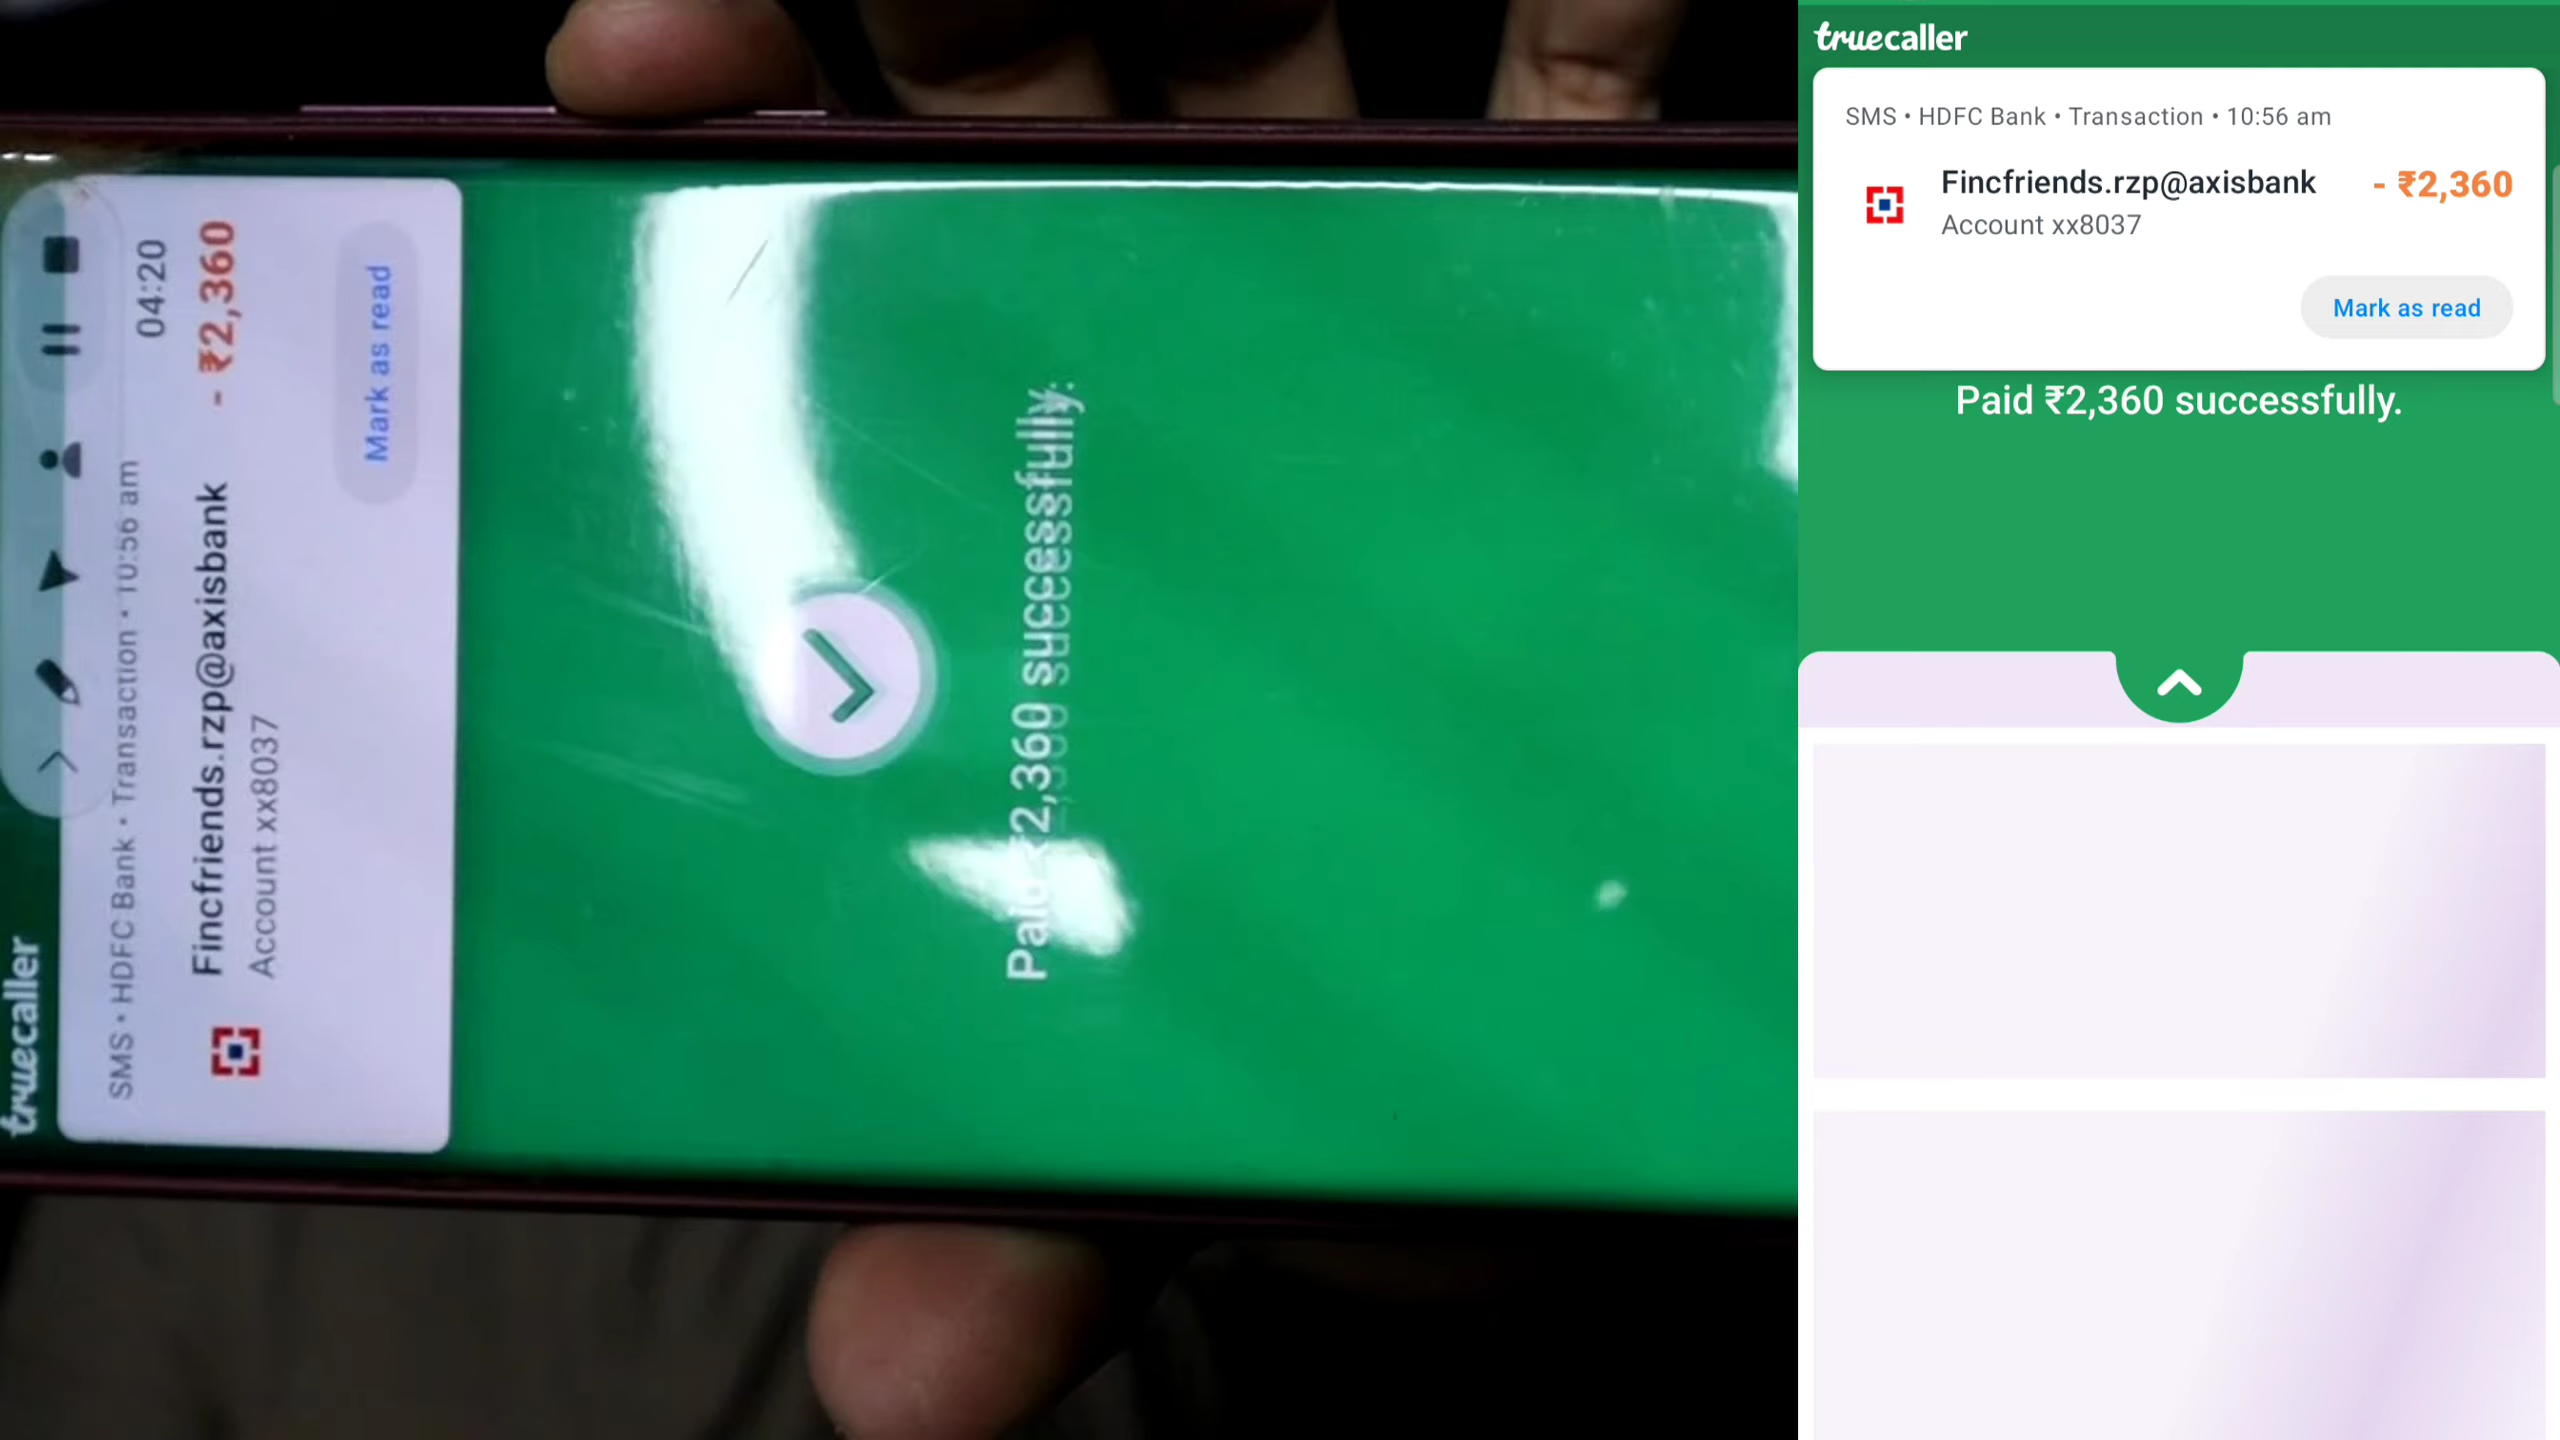 truecaller
SMS • HDFC Bank • Transaction • 10:56 am
04:20
Fincfriends.rzp@axisbank - ₹2,360
Account xx8037
Mark as read
Paid ₹2,360 successfully.
truecaller
SMS • HDFC Bank • Transaction • 10:56 am
Fincfriends.rzp@axisbank - ₹2,360
Account xx8037
Mark as read
Paid ₹2,360 successfully.